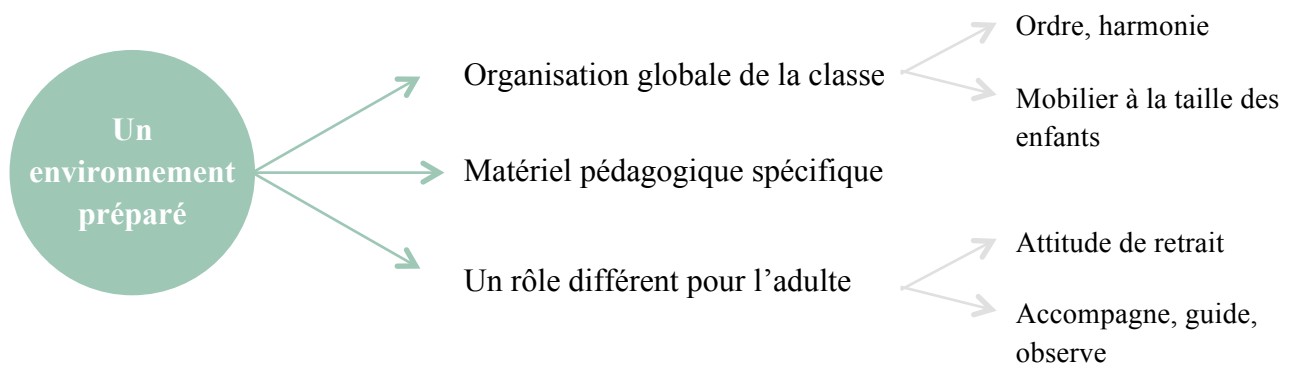 Un
environnement
préparé
Organisation globale de la classe
Ordre, harmonie
Mobilier à la taille des
enfants
Matériel pédagogique spécifique
Un rôle différent pour l’adulte
Attitude de retrait
Accompagne, guide,
observe